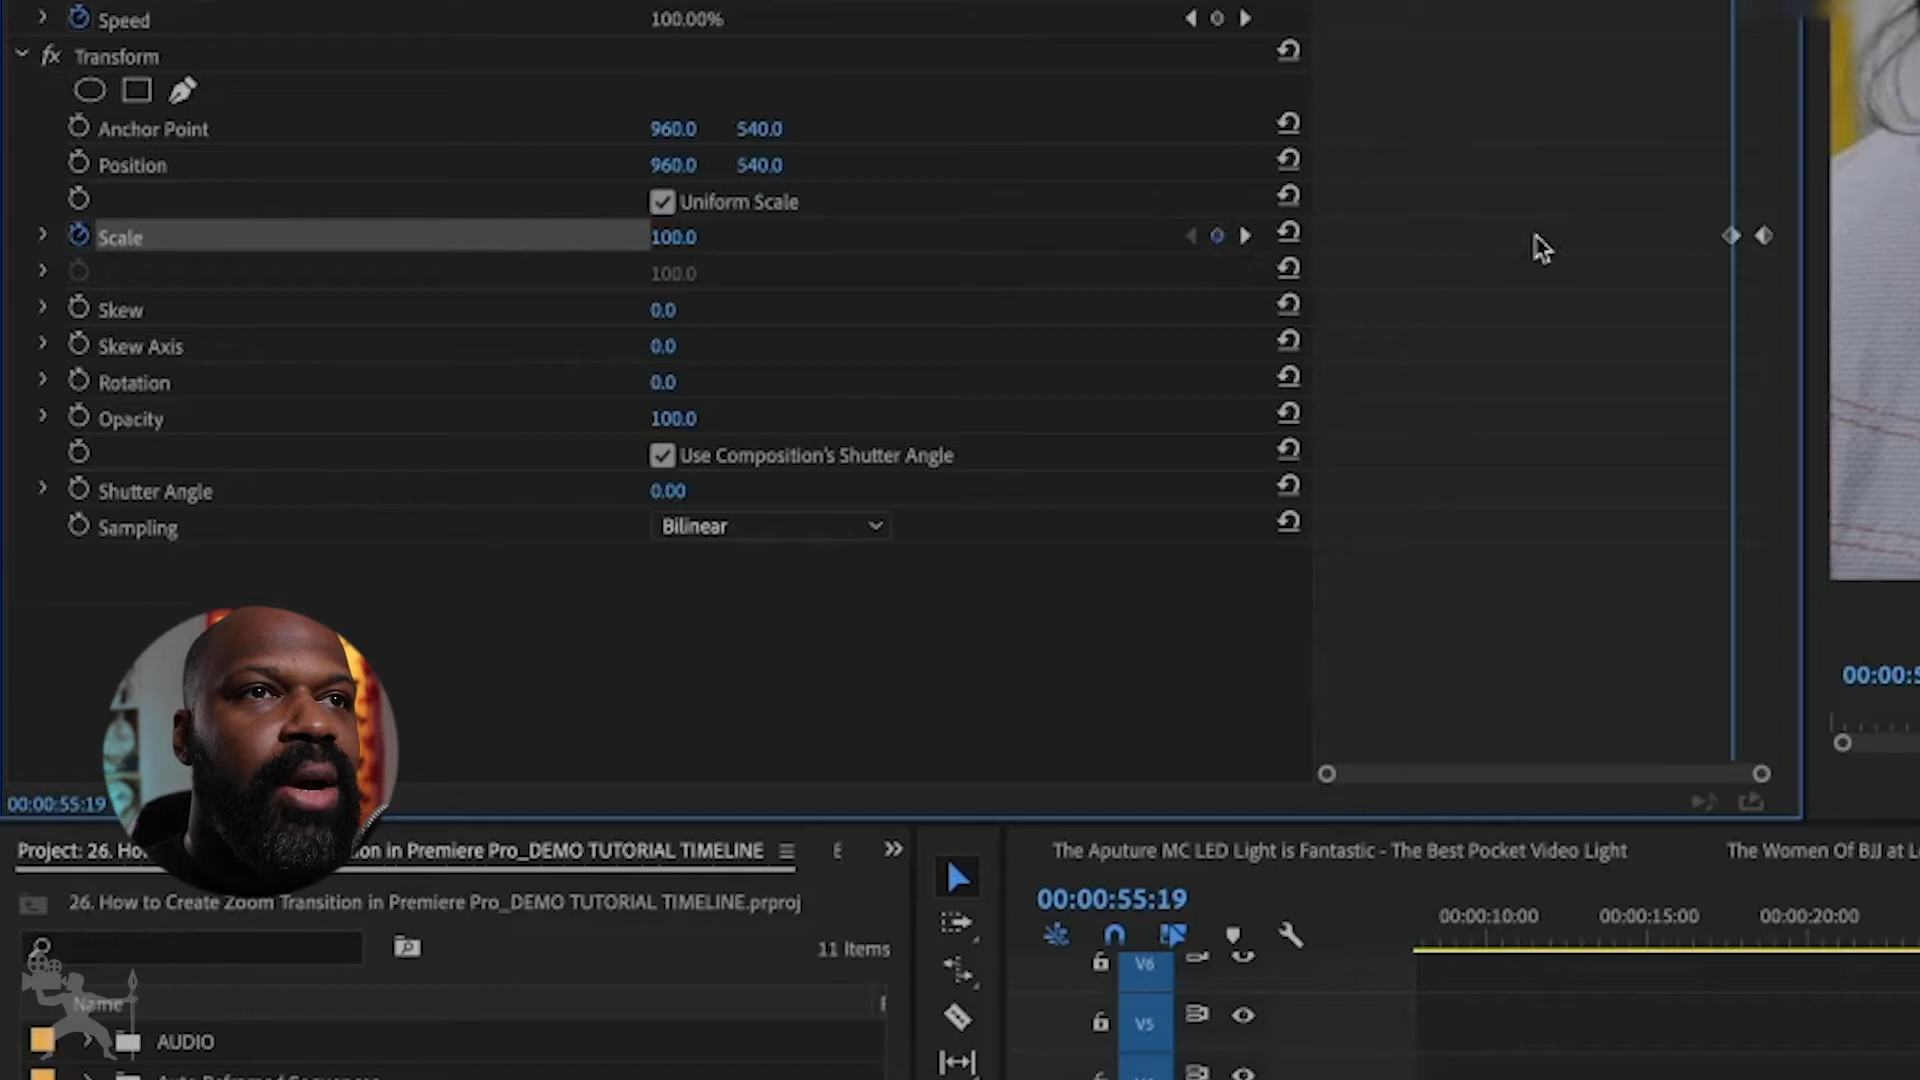 Speed 100.00%
fx Transform
Anchor Point 960.0 540.0
Position 960.0 540.0
Uniform Scale
Scale 100.0
100.0
Skew 0.0
Skew Axis 0.0
Rotation 0.0
Opacity 100.0
Use Composition's Shutter Angle
Shutter Angle 0.00
Sampling Bilinear
00:00:5
00:00:55:19
Project: 26. Ho on in Premiere Pro_DEMO TUTORIAL TIMELINE
The Aputure MC LED Light is Fantastic - The Best Pocket Video Light
The Women Of BJJ at L
26. How to Create Zoom Transition in Premiere Pro_DEMO TUTORIAL TIMELINE.prproj
00:00:55:19
00:00:10:00 00:00:15:00 00:00:20:00
11 Items
V6
Name
V5
AUDIO